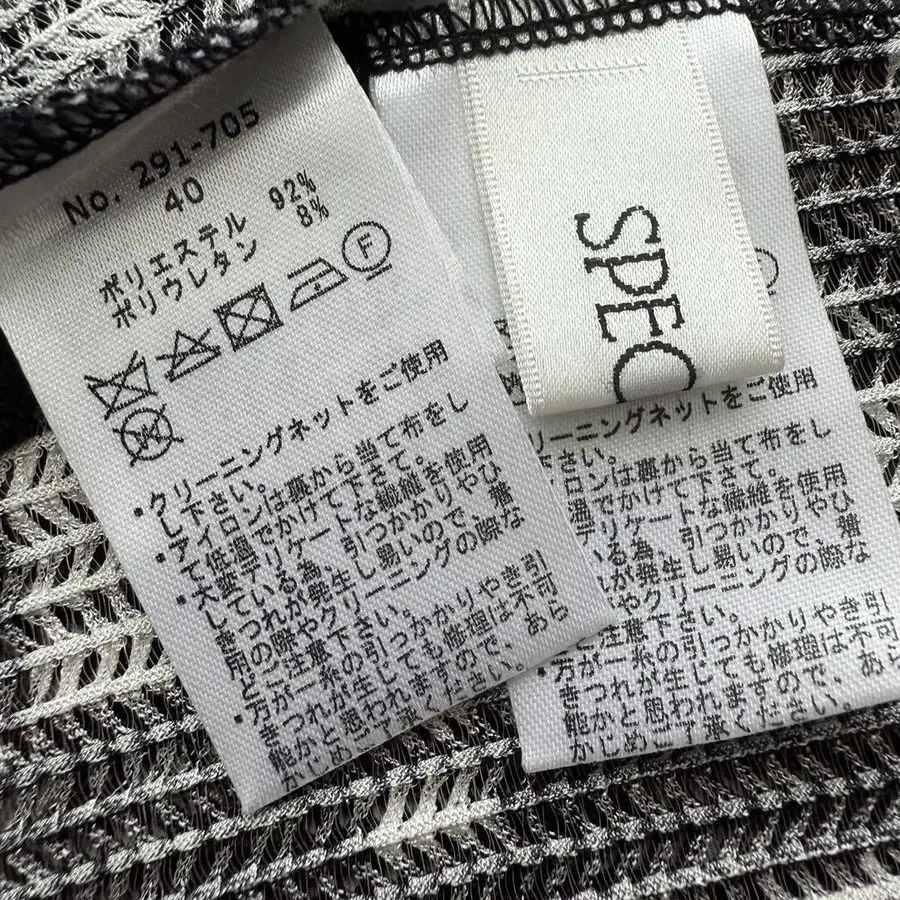 No. 291-705
40
ポリエステル 92%
ポリウレタン 8%
F
・クリーニングネットをご使用
下さい。
・アイロンは裏から当て布をし
て低温でかけて下さて。
・大変デリケートな繊維を使用
している為、引つかかりやひ
きつれが発生し易いので、着
用の際やクリーニングの際な
どご注意下さい。
・万が一糸の引っかかりやき引
きつれが生じても修理は不可
能かと思われますので、あら
かじめご了承ください。
SPEC
リーニングネットをご使用
下さい。
ロンは裏から当て布をし
でかけて下さて。
デリケートな繊維を使用
る為、引つかかりやひ
が発生し易いので、着
やクリーニングの際な
注意下さい。
万が一糸の引っかかりやき引
きつれが生じても修理は不可
能かと思われますので、あら
かじめご了承ください。